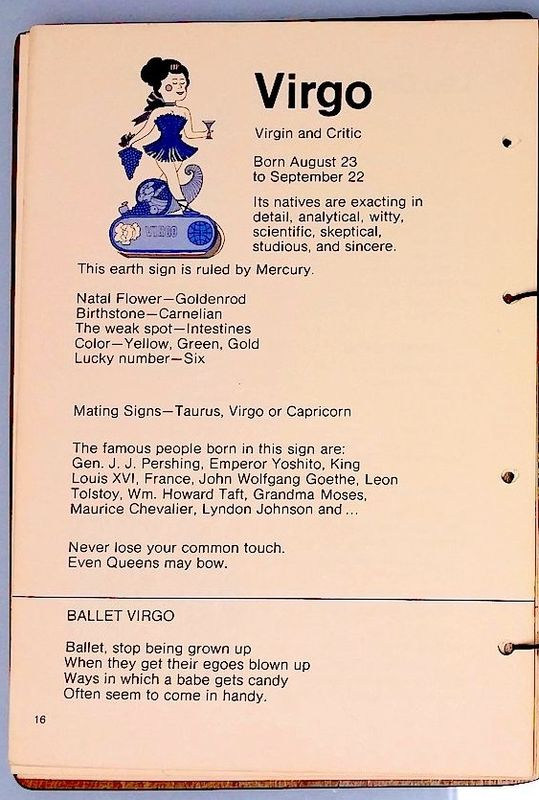 Virgo
Virgin and Critic
Born August 23
to September 22
Its natives are exacting in
detail, analytical, witty,
scientific, skeptical,
studious, and sincere.
VIRGO
This earth sign is ruled by Mercury.
Natal Flower—Goldenrod
Birthstone—Carnelian
The weak spot—Intestines
Color—Yellow, Green, Gold
Lucky number—Six
Mating Signs—Taurus, Virgo or Capricorn
The famous people born in this sign are:
Gen. J. J. Pershing, Emperor Yoshito, King
Louis XVI, France, John Wolfgang Goethe, Leon
Tolstoy, Wm. Howard Taft, Grandma Moses,
Maurice Chevalier, Lyndon Johnson and ...
Never lose your common touch.
Even Queens may bow.
BALLET VIRGO
Ballet, stop being grown up
When they get their egoes blown up
Ways in which a babe gets candy
Often seem to come in handy.
16